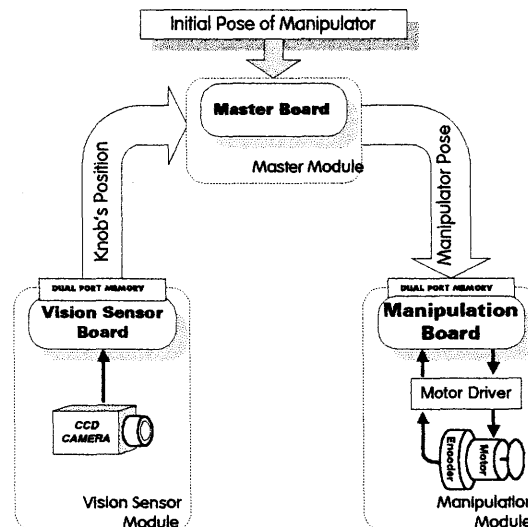 Initial Pose of Manipulator
Master Board
Master Module
Knob's Position
Manipulator Pose
DUAL PORT MEMORY
Vision Sensor
Board
CCD
CAMERA
Vision Sensor
Module
DUAL PORT MEMORY
Manipulation
Board
Motor Driver
Encoder
Motor
Manipulation
Module